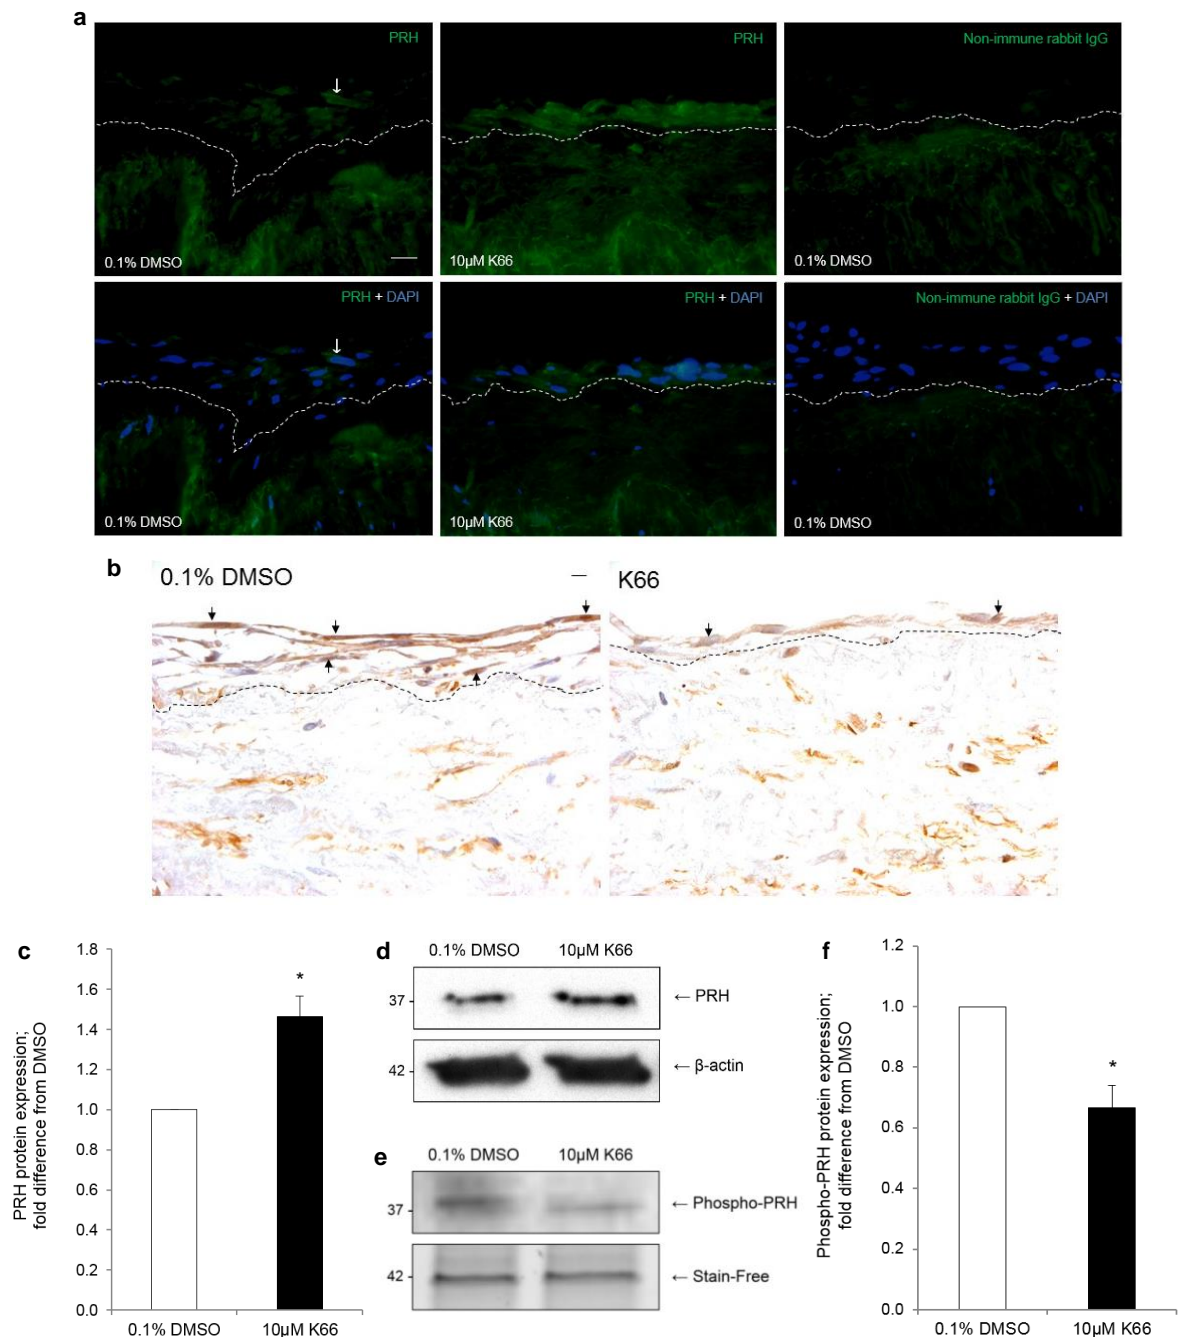 a
PRH
0.1% DMSO
PRH
10µM K66
Non-immune rabbit IgG
0.1% DMSO
PRH + DAPI
0.1% DMSO
PRH + DAPI
10µM K66
Non-immune rabbit IgG + DAPI
0.1% DMSO
b
0.1% DMSO
K66
c
PRH protein expression;
fold difference from DMSO
1.8
1.6
1.4
1.2
1.0
0.8
0.6
0.4
0.2
0.0
*
0.1% DMSO
10µM K66
d
0.1% DMSO
10µM K66
37
← PRH
42
← β-actin
e
0.1% DMSO
10µM K66
37
← Phospho-PRH
42
← Stain-Free
f
Phospho-PRH protein expression;
fold difference from DMSO
1.2
1.0
0.8
0.6
0.4
0.2
0.0
*
0.1% DMSO
10µM K66